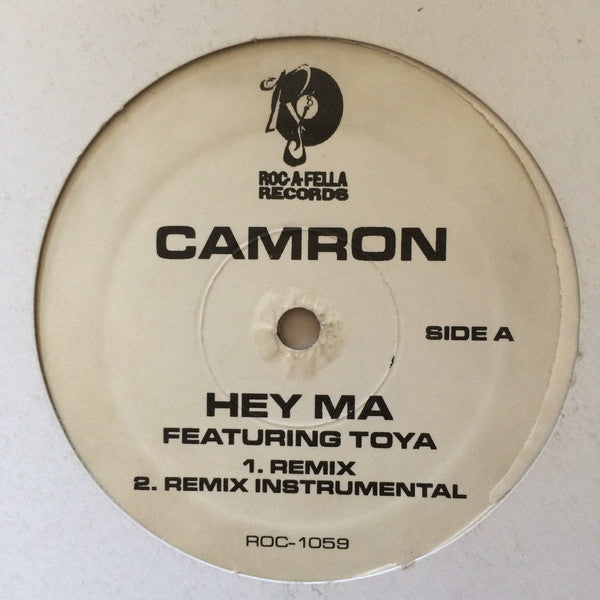 ROC-A-FELLA
RECORDS
CAMRON
SIDE A
HEY MA
FEATURING TOYA
1. REMIX
2. REMIX INSTRUMENTAL
ROC-1059